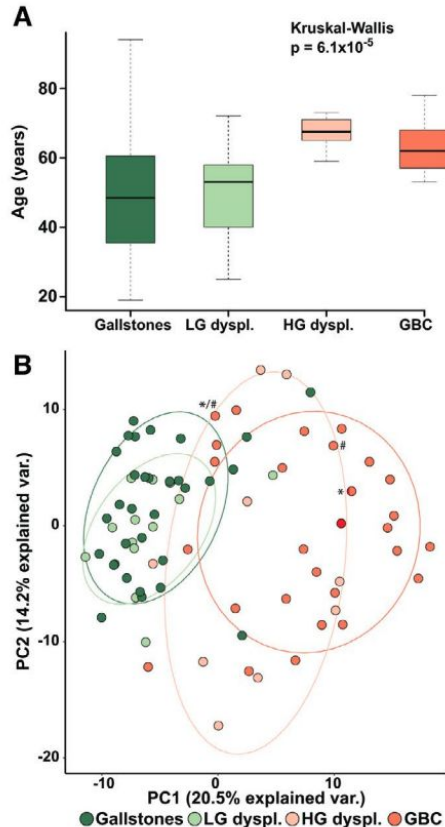 A
Kruskal-Wallis
p = 6.1x10-5
Age (years)
80
60
40
20
Gallstones LG dyspl. HG dyspl. GBC
B
PC2 (14.2% explained var.)
10
0
-10
-20
*/#
#
*
-10 0 10
PC1 (20.5% explained var.)
Gallstones LG dyspl. HG dyspl. GBC